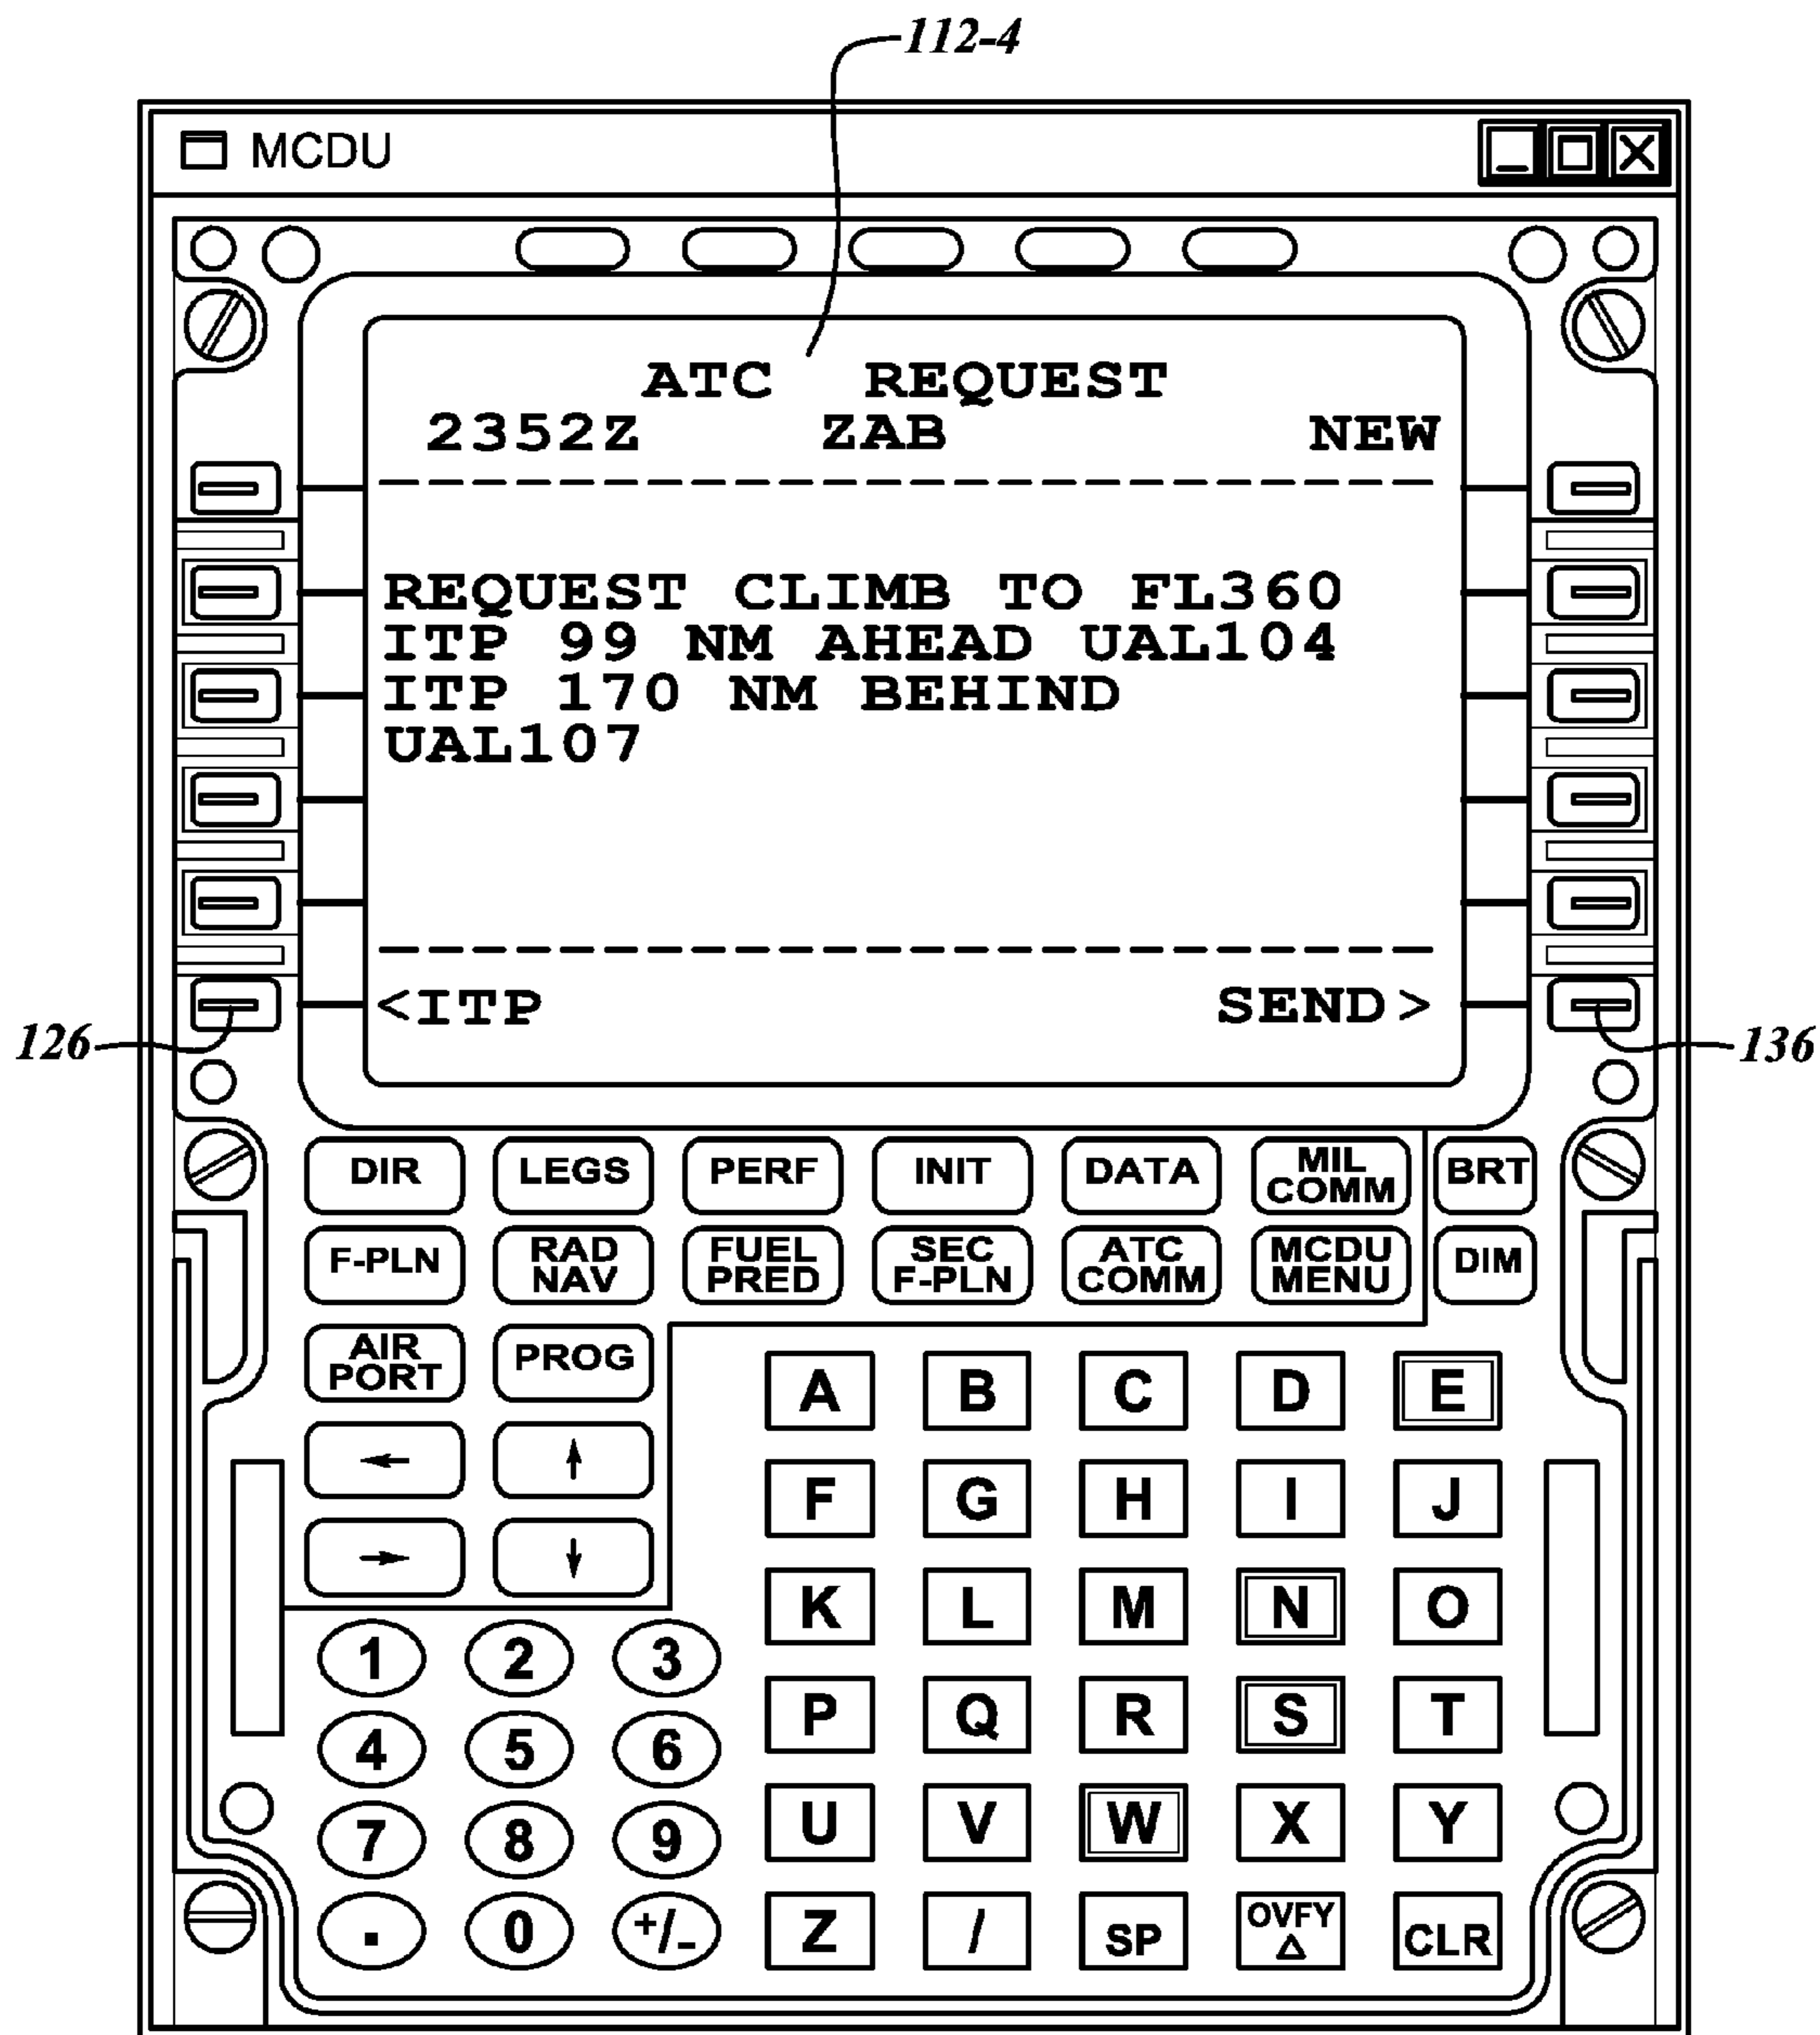 112-4
MCDU
ATC REQUEST
2352Z ZAB NEW
REQUEST CLIMB TO FL360
ITP 99 NM AHEAD UAL104
ITP 170 NM BEHIND
UAL107
<ITP SEND>
126 136
DIR LEGS PERF INIT DATA MIL COMM BRT
F-PLN RAD NAV FUEL PRED SEC F-PLN ATC COMM MCDU MENU DIM
AIR PORT PROG
A B C D E
← ↑
F G H I J
→ ↓
K L M N O
1 2 3
P Q R S T
4 5 6
U V W X Y
7 8 9
Z / SP OVFY Δ CLR
. 0 +/-